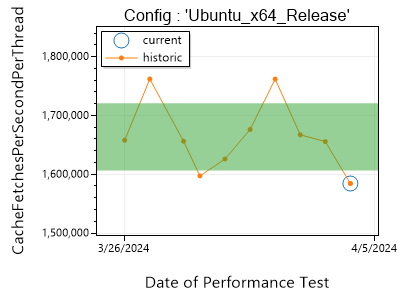 Config : 'Ubuntu_x64_Release'
CacheFetchesPerSecondPerThread
current
historic
1,800,000
1,700,000
1,600,000
1,500,000
3/26/2024
4/5/2024
Date of Performance Test